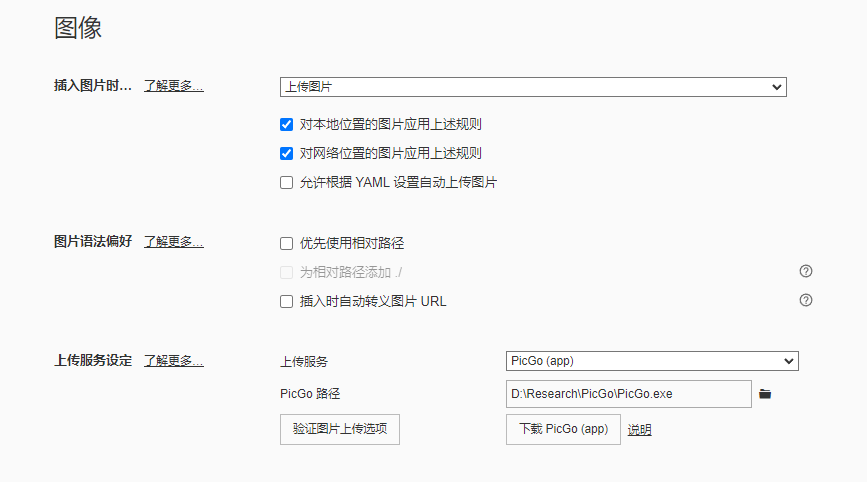 图像
插入图片时… 了解更多… 上传图片
对本地位置的图片应用上述规则
对网络位置的图片应用上述规则
允许根据 YAML 设置自动上传图片
图片语法偏好 了解更多… 优先使用相对路径
为相对路径添加 ./
插入时自动转义图片 URL
上传服务设定 了解更多… 上传服务 PicGo (app)
PicGo 路径 D:\Research\PicGo\PicGo.exe
验证图片上传选项 下载 PicGo (app) 说明